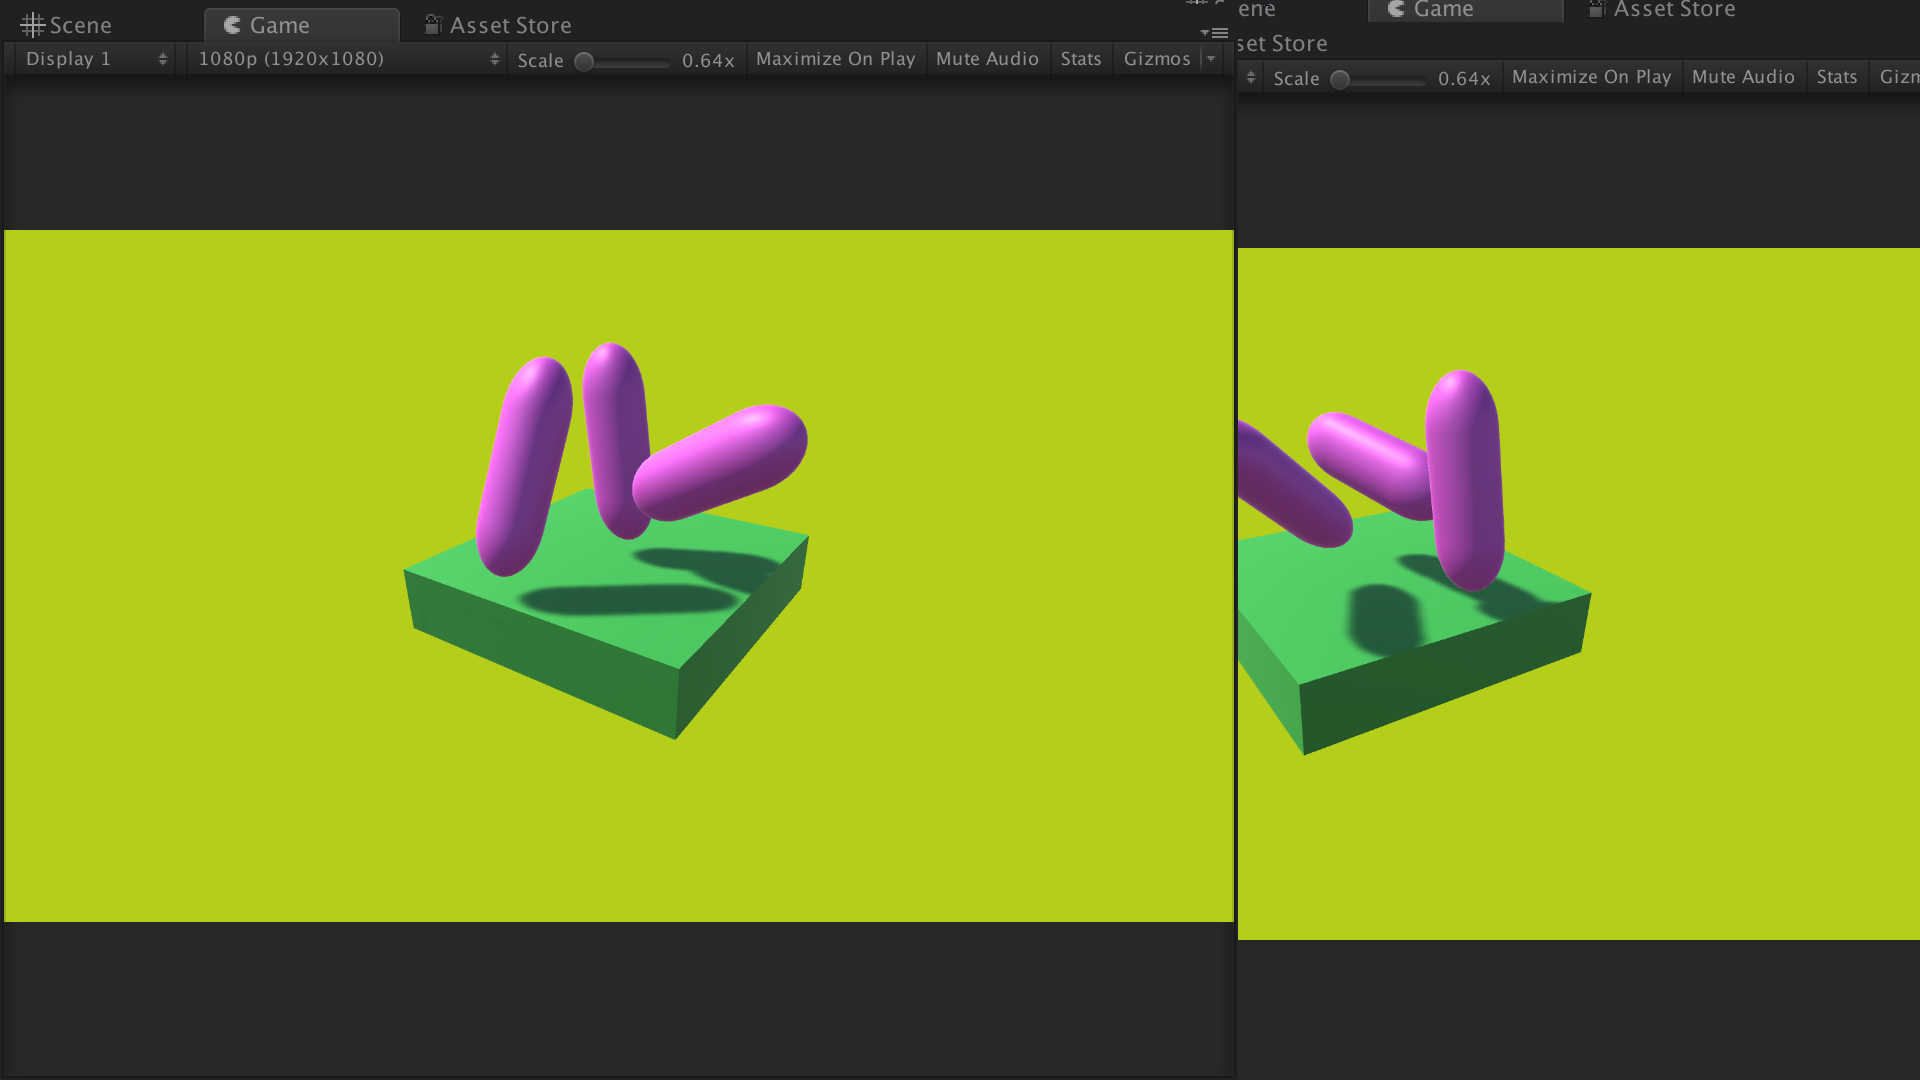 Scene Game Asset Store
Display 1 1080p (1920x1080) Scale 0.64x Maximize On Play Mute Audio Stats Gizmos
ene Game Asset Store
set Store
Scale 0.64x Maximize On Play Mute Audio Stats Gizm